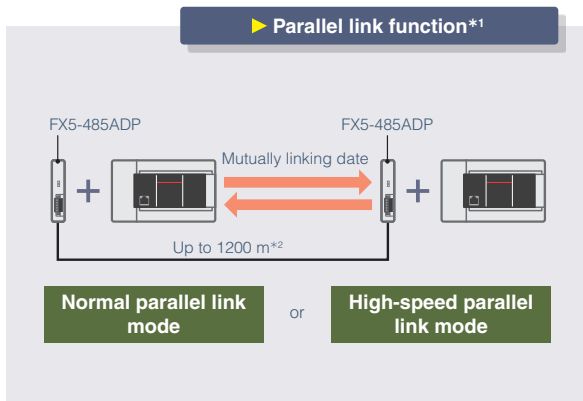 ▶ Parallel link function*1
FX5-485ADP
FX5-485ADP
Mutually linking date
Up to 1200 m*2
Normal parallel link
mode
or
High-speed parallel
link mode